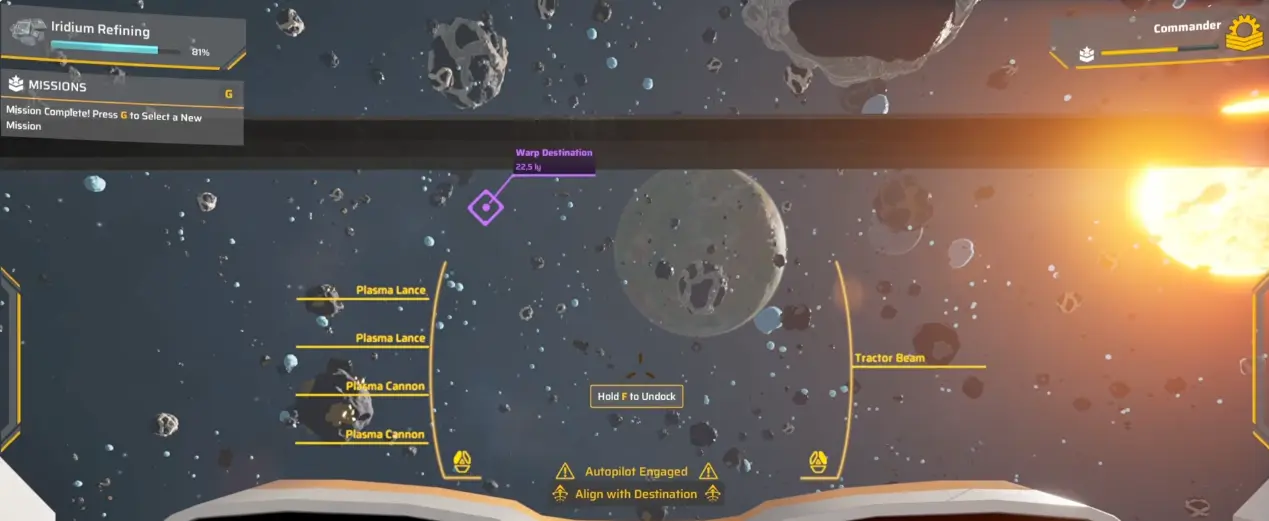 Iridium Refining
81%
MISSIONS
G
Mission Complete! Press G to Select a New
Mission
Commander
Warp Destination
22,5 ly
Plasma Lance
Plasma Lance
Plasma Cannon
Plasma Cannon
Tractor Beam
Hold F to Undock
Autopilot Engaged
Align with Destination